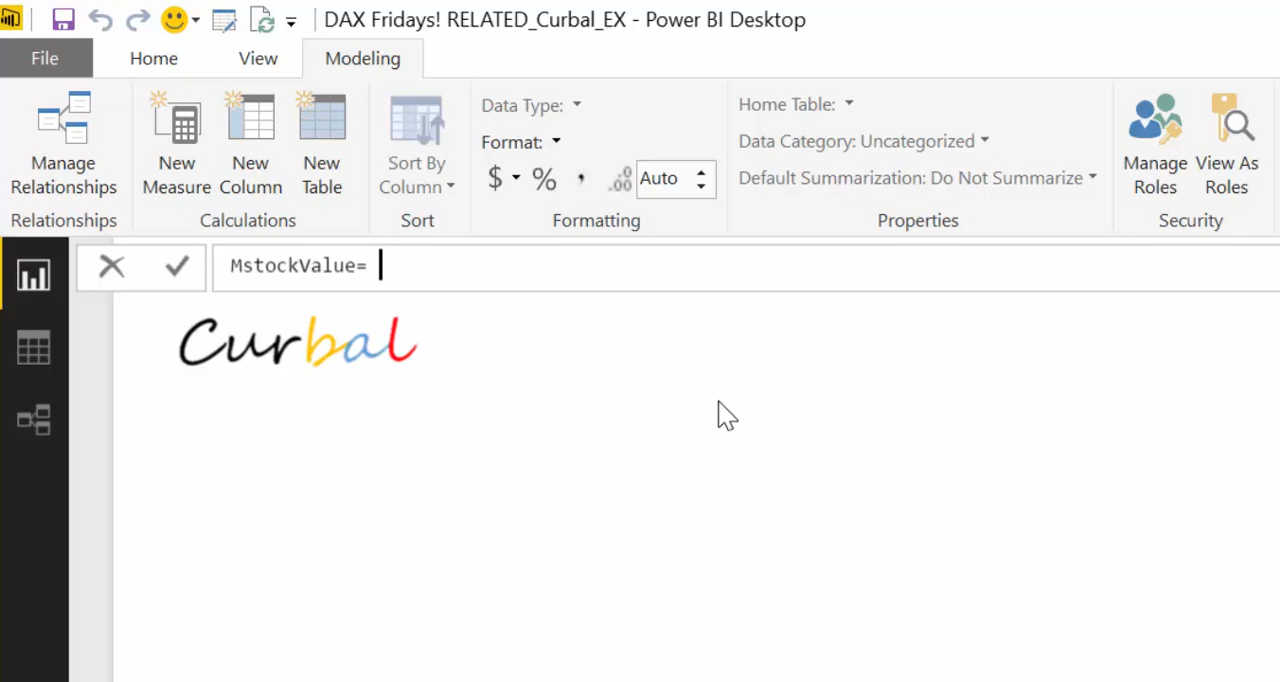 DAX Fridays! RELATED_Curbal_EX - Power BI Desktop
File Home View Modeling
Manage Relationships
New Measure
New Column
New Table
Sort By Column
Data Type:
Format:
$ % , .00 Auto
Home Table:
Data Category: Uncategorized
Default Summarization: Do Not Summarize
Manage Roles
View As Roles
Relationships Calculations Sort Formatting Properties Security
MstockValue=
Curbal